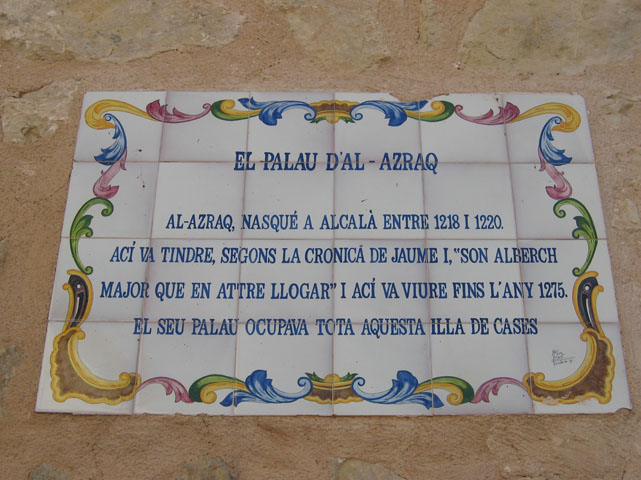 EL PALAU D'AL-AZRAQ
AL-AZRAQ, NASQUÉ A ALCALÀ ENTRE 1218 I 1220.
ACÍ VA TINDRE, SEGONS LA CRONICÀ DE JAUME I, "SON ALBERCH
MAJOR QUE EN ATTRE LLOGAR" I ACÍ VA VIURE FINS L'ANY 1275.
EL SEU PALAU OCUPAVA TOTA AQUESTA ILLA DE CASES